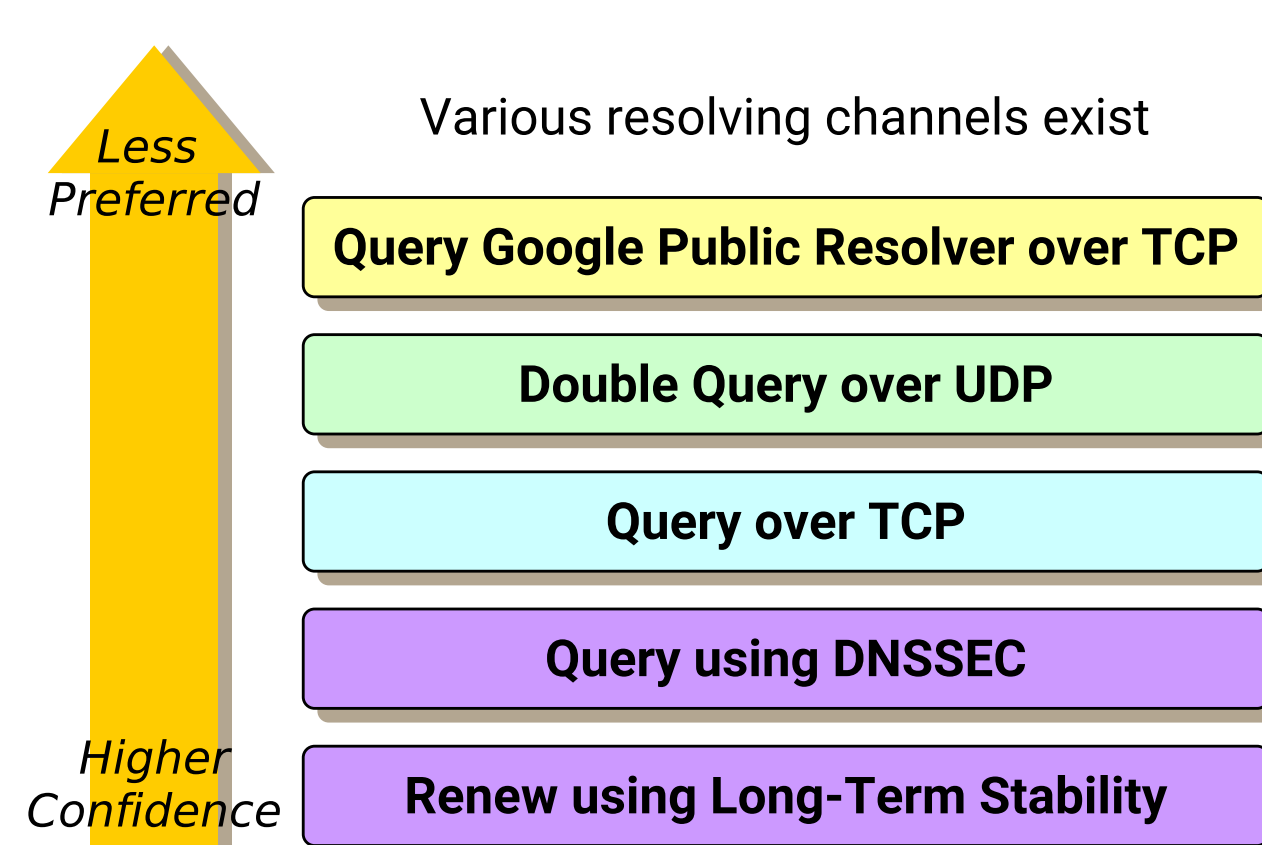 Various resolving channels exist
Less
Preferred
Query Google Public Resolver over TCP
Double Query over UDP
Query over TCP
Query using DNSSEC
Higher
Confidence
Renew using Long-Term Stability